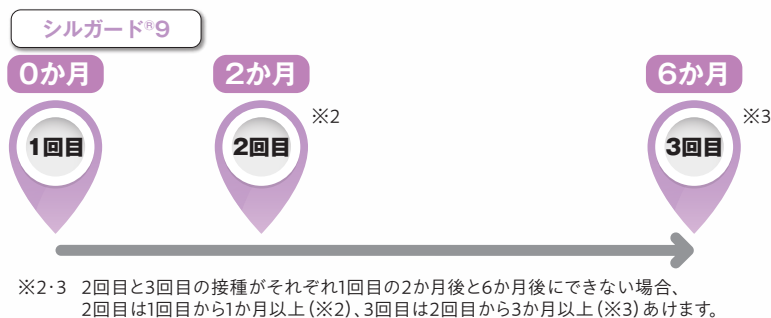 シルガード®9
0か月 2か月 6か月
※2 ※3
1回目 2回目 3回目
※2・3 2回目と3回目の接種がそれぞれ1回目の2か月後と6か月後にできない場合、
2回目は1回目から1か月以上(※2)、3回目は2回目から3か月以上(※3)あけます。